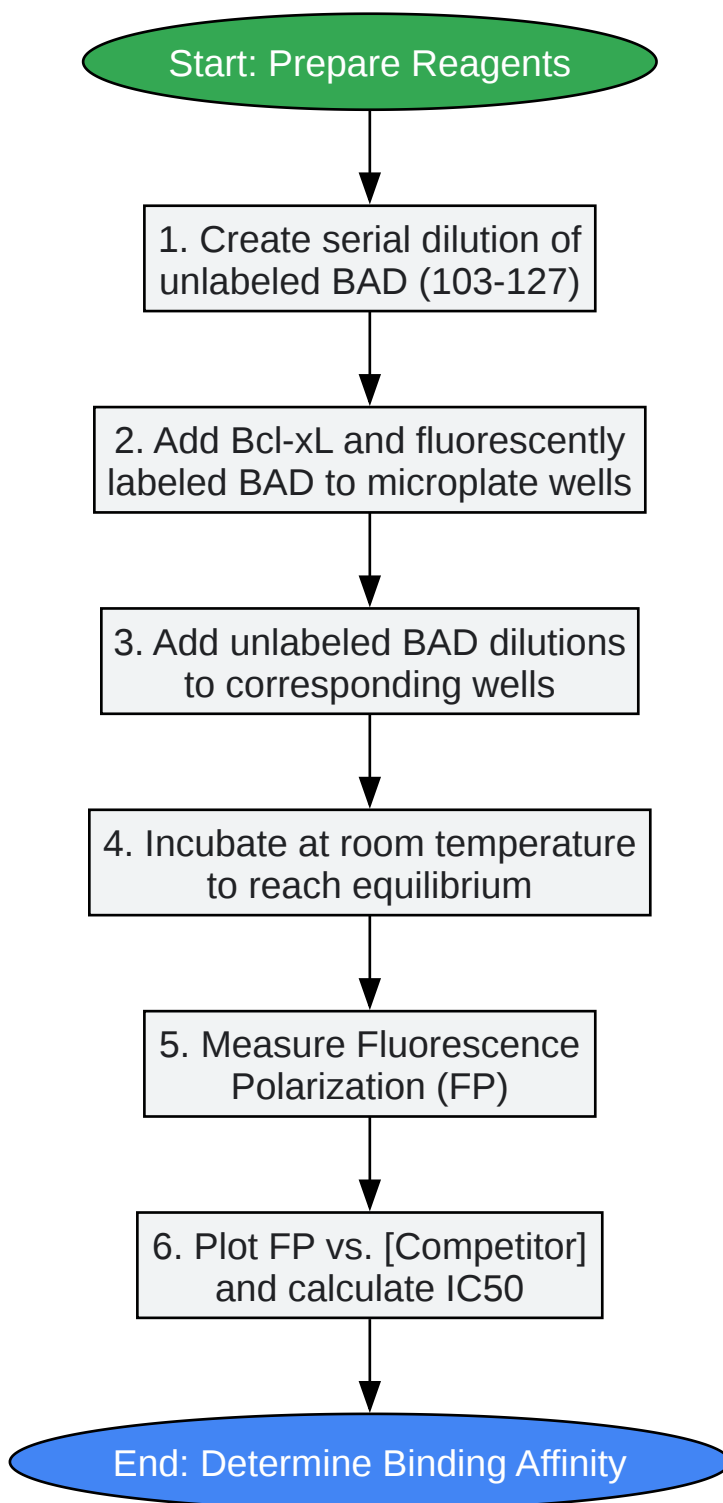 Start: Prepare Reagents
1. Create serial dilution of
unlabeled BAD (103-127)
2. Add Bcl-xL and fluorescently
labeled BAD to microplate wells
3. Add unlabeled BAD dilutions
to corresponding wells
4. Incubate at room temperature
to reach equilibrium
5. Measure Fluorescence
Polarization (FP)
6. Plot FP vs. [Competitor]
and calculate IC50
End: Determine Binding Affinity